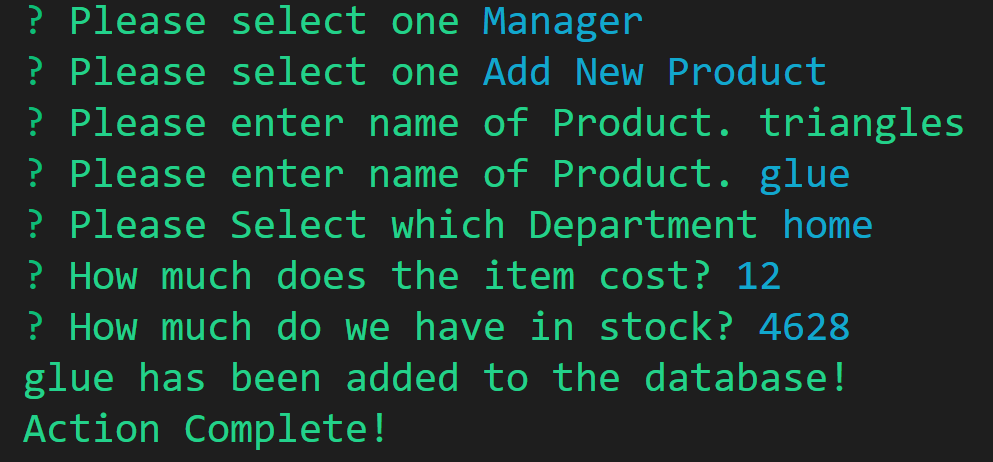 ? Please select one Manager
? Please select one Add New Product
? Please enter name of Product. triangles
? Please enter name of Product. glue
? Please Select which Department home
? How much does the item cost? 12
? How much do we have in stock? 4628
glue has been added to the database!
Action Complete!